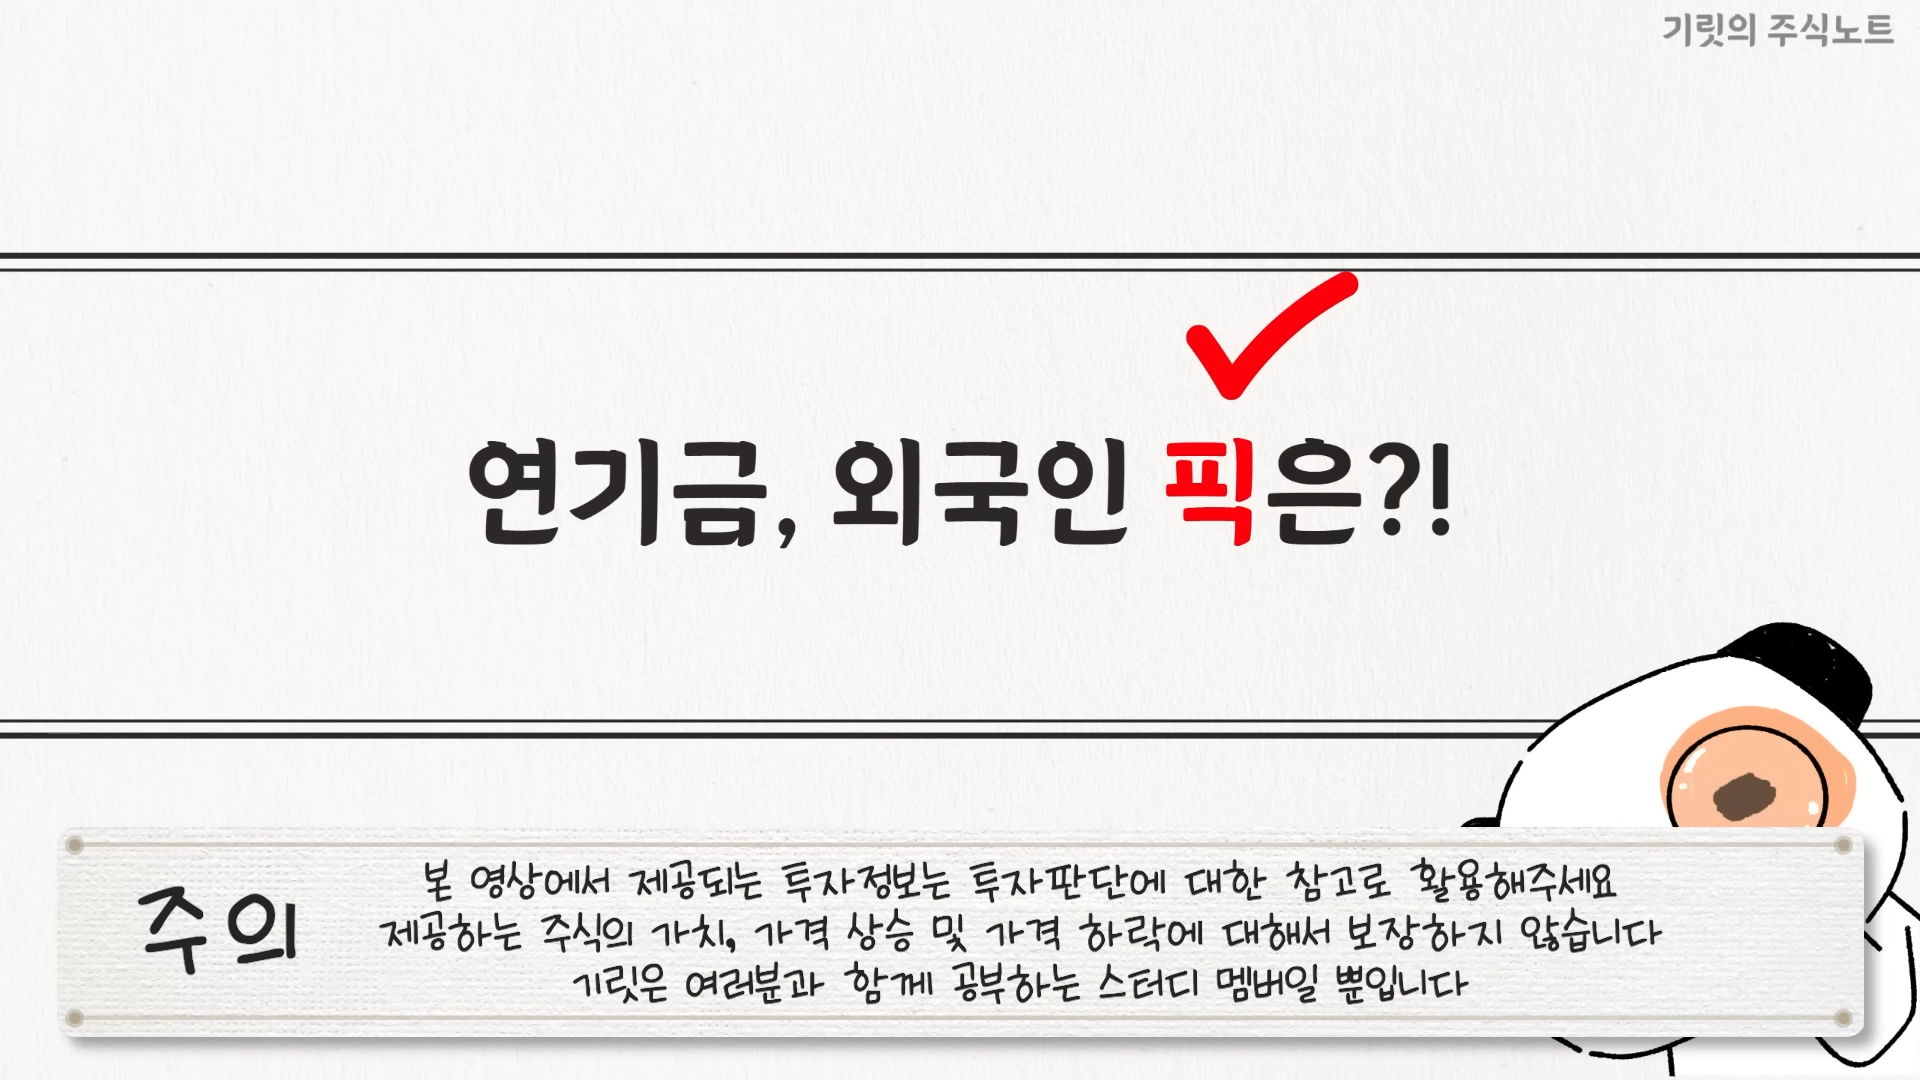 기릿의 주식노트
연기금, 외국인 픽은?!
주의
본 영상에서 제공되는 투자정보는 투자판단에 대한 참고로 활용해주세요
제공하는 주식의 가치, 가격 상승 및 가격 하락에 대해서 보장하지 않습니다
기릿은 여러분과 함께 공부하는 스터디 멤버일 뿐입니다